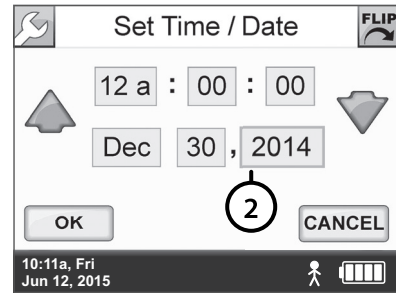 Set Time / Date
FLIP
12 a : 00 : 00
Dec 30 , 2014
2
OK
CANCEL
10:11a, Fri
Jun 12, 2015